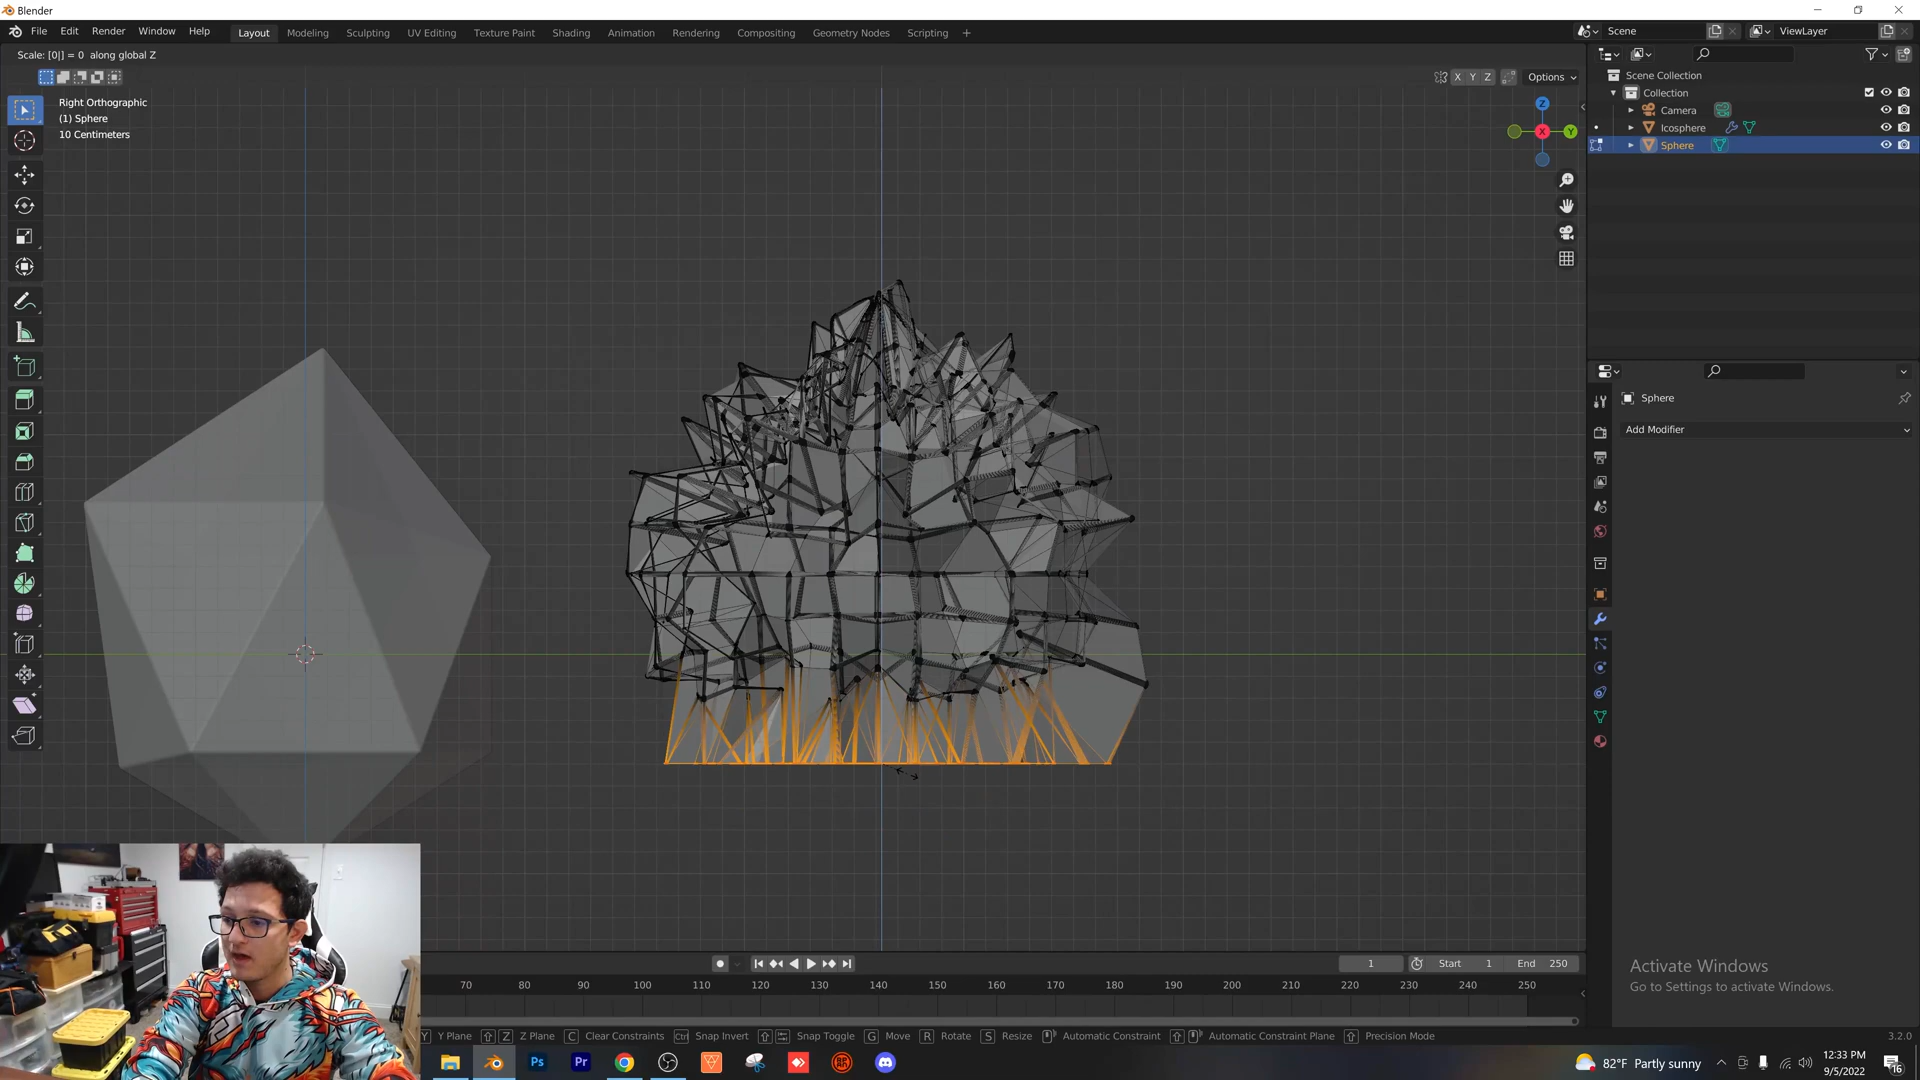 Blender
File Edit Render Window Help Layout Modeling Sculpting UV Editing Texture Paint Shading Animation Rendering Compositing Geometry Nodes Scripting +
Scene ViewLayer
Scale: [0|] = 0 along global Z
X Y Z Options
Right Orthographic
(1) Sphere
10 Centimeters
Z
X Y
Scene Collection
Collection
Camera
Icosphere
Sphere
Sphere
Add Modifier
Activate Windows
Go to Settings to activate Windows.
1 Start 1 End 250
70 80 90 100 110 120 130 140 150 160 170 180 190 200 210 220 230 240 250
Y Y Plane Z Z Plane C Clear Constraints Ctrl Snap Invert Snap Toggle G Move R Rotate S Resize Automatic Constraint Automatic Constraint Plane Precision Mode 3.2.0
Ps Pr 82°F Partly sunny 12:33 PM
9/5/2022 16